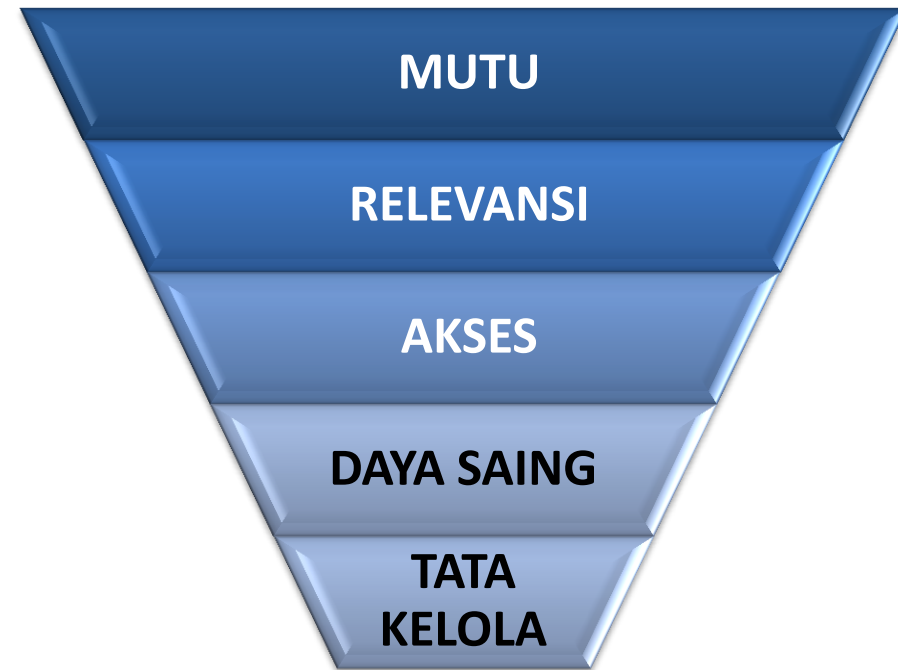 MUTU
RELEVANSI
AKSES
DAYA SAING
TATA
KELOLA